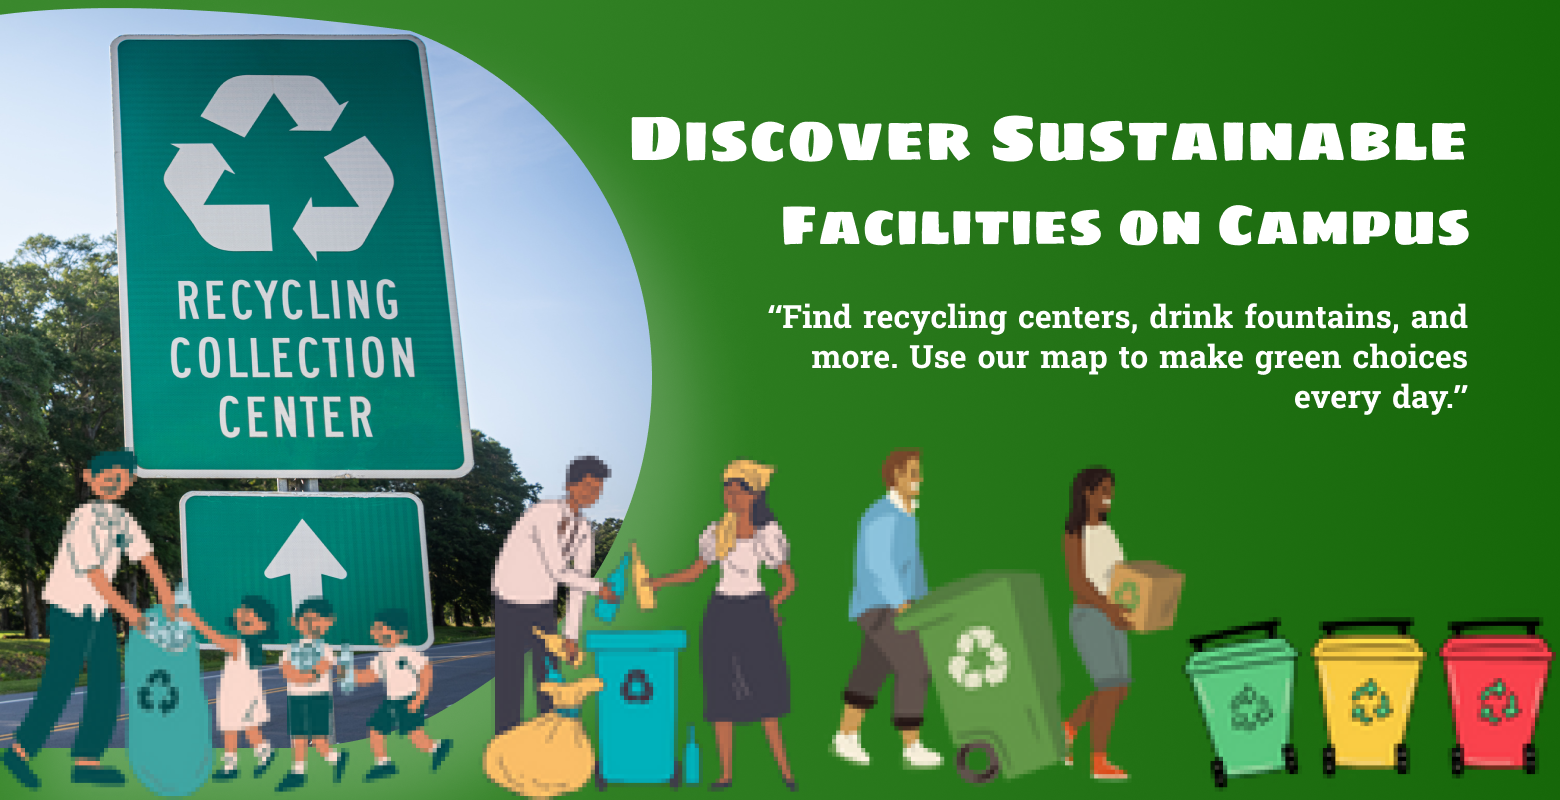 RECYCLING
COLLECTION
CENTER
Discover Sustainable
Facilities on Campus
“Find recycling centers, drink fountains, and
more. Use our map to make green choices
every day.”